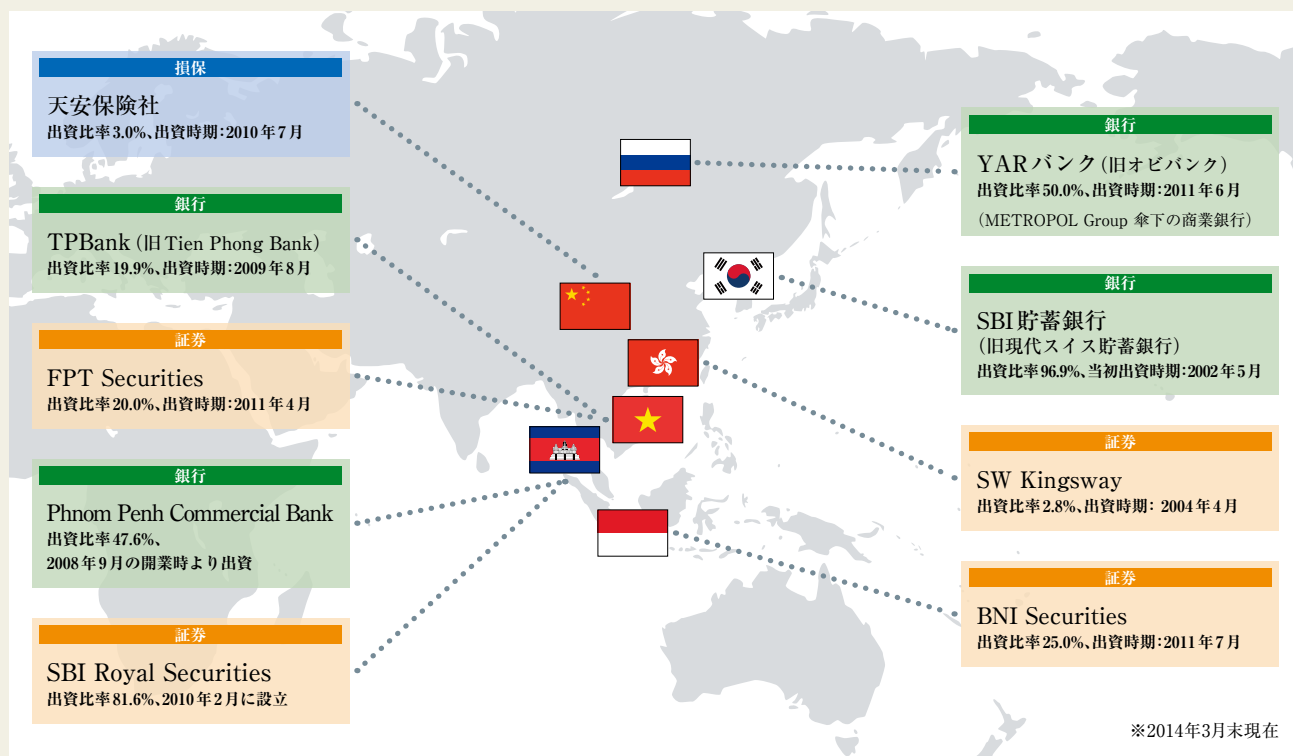 損保
天安保険社
出資比率3.0%、出資時期:2010年7月
銀行
TPBank (旧Tien Phong Bank)
出資比率19.9%、出資時期:2009年8月
証券
FPT Securities
出資比率20.0%、出資時期:2011年4月
銀行
Phnom Penh Commercial Bank
出資比率47.6%、
2008年9月の開業時より出資
証券
SBI Royal Securities
出資比率81.6%、2010年2月に設立
銀行
YARバンク(旧オビバンク)
出資比率50.0%、出資時期:2011年6月
(METROPOL Group 傘下の商業銀行)
銀行
SBI貯蓄銀行
(旧現代スイス貯蓄銀行)
出資比率96.9%、当初出資時期:2002年5月
証券
SW Kingsway
出資比率2.8%、出資時期: 2004年4月
証券
BNI Securities
出資比率25.0%、出資時期:2011年7月
※2014年3月末現在